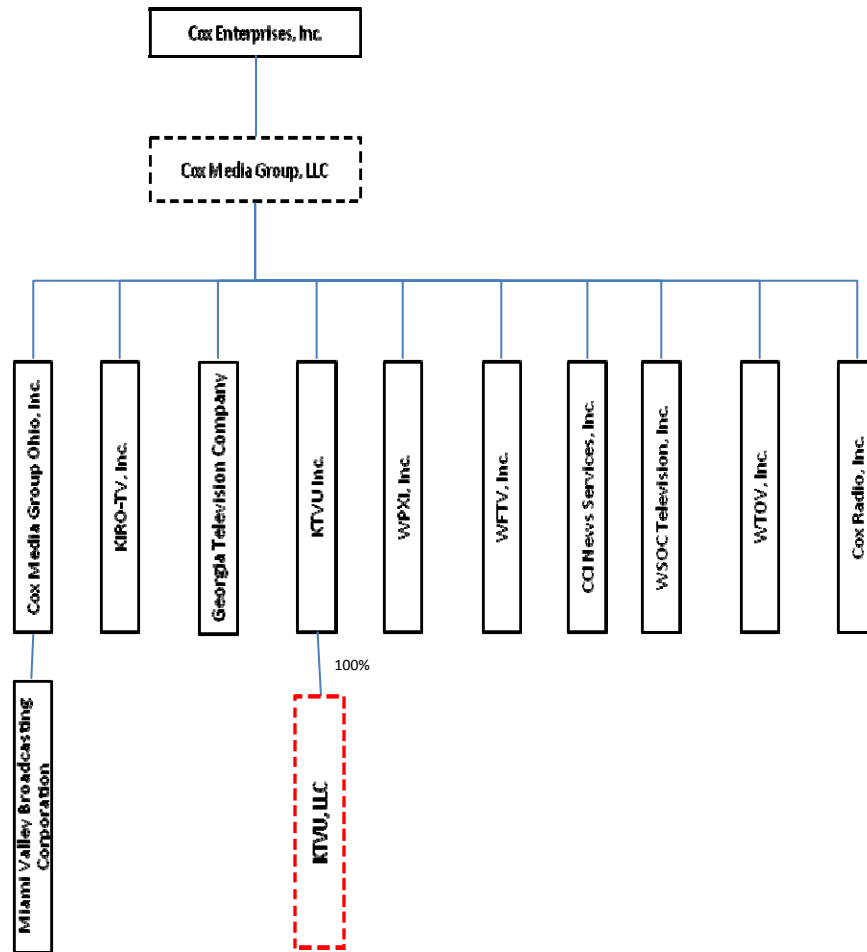 Cox Enterprises, Inc.
Cox Media Group, LLC
Cox Media Group Ohio, Inc.
KIRO-TV, Inc.
Georgia Television Company
KTVU Inc.
WPXI, Inc.
WFTV, Inc.
CCI News Services, Inc.
WSOC Television, Inc.
WTOV, Inc.
Cox Radio, Inc.
100%
Miami Valley Broadcasting
Corporation
KTVU, LLC